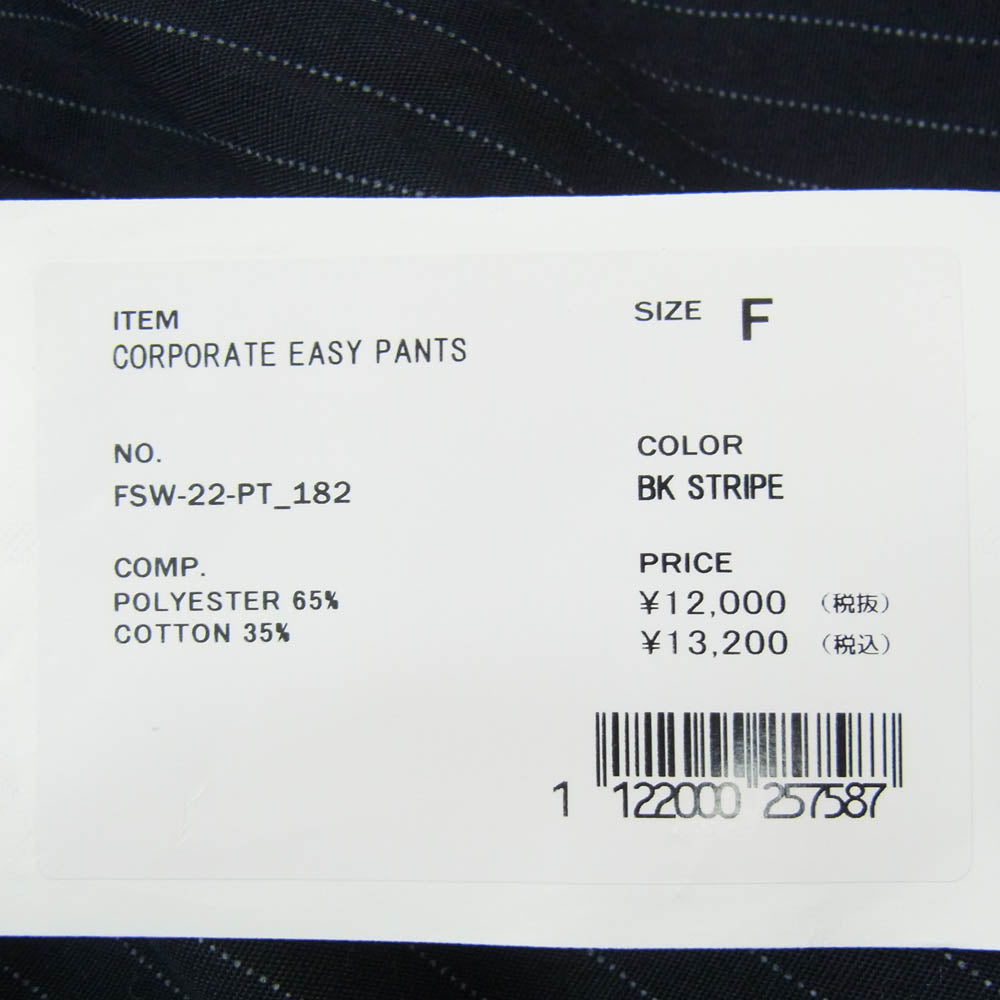 ITEM
CORPORATE EASY PANTS
SIZE F
NO.
FSW-22-PT_182
COLOR
BK STRIPE
COMP.
POLYESTER 65%
COTTON 35%
PRICE
¥12,000 (税抜)
¥13,200 (税込)
1 122000 257587